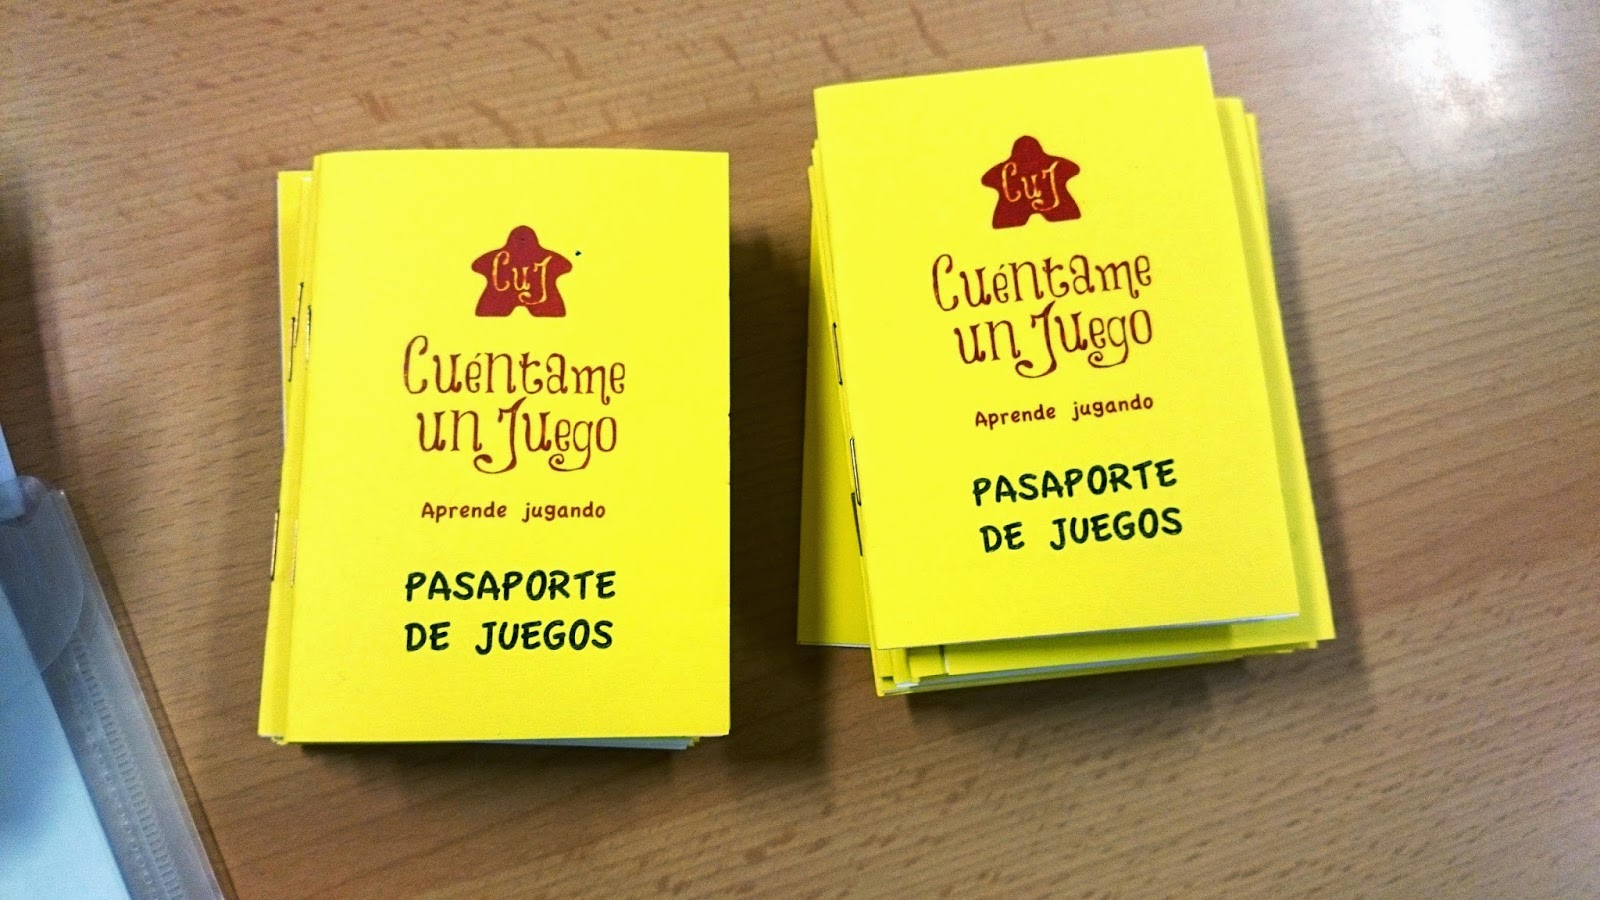 CuJ
Cuéntame
un Juego
Aprende jugando
PASAPORTE
DE JUEGOS
CuJ
Cuéntame
un Juego
Aprende jugando
PASAPORTE
DE JUEGOS